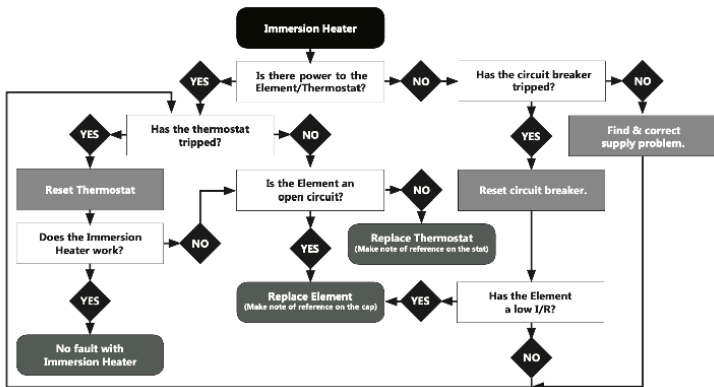 Immersion Heater
Is there power to the
Element/Thermostat?
YES
NO
Has the circuit breaker
tripped?
NO
YES
Has the thermostat
tripped?
NO
YES
Find & correct
supply problem.
Reset Thermostat
Is the Element an
open circuit?
NO
Reset circuit breaker.
Does the Immersion
Heater work?
NO
YES
Replace Thermostat
(Make note of reference on the stat)
YES
Replace Element
(Make note of reference on the cap)
YES
Has the Element
a low I/R?
No fault with
Immersion Heater
NO